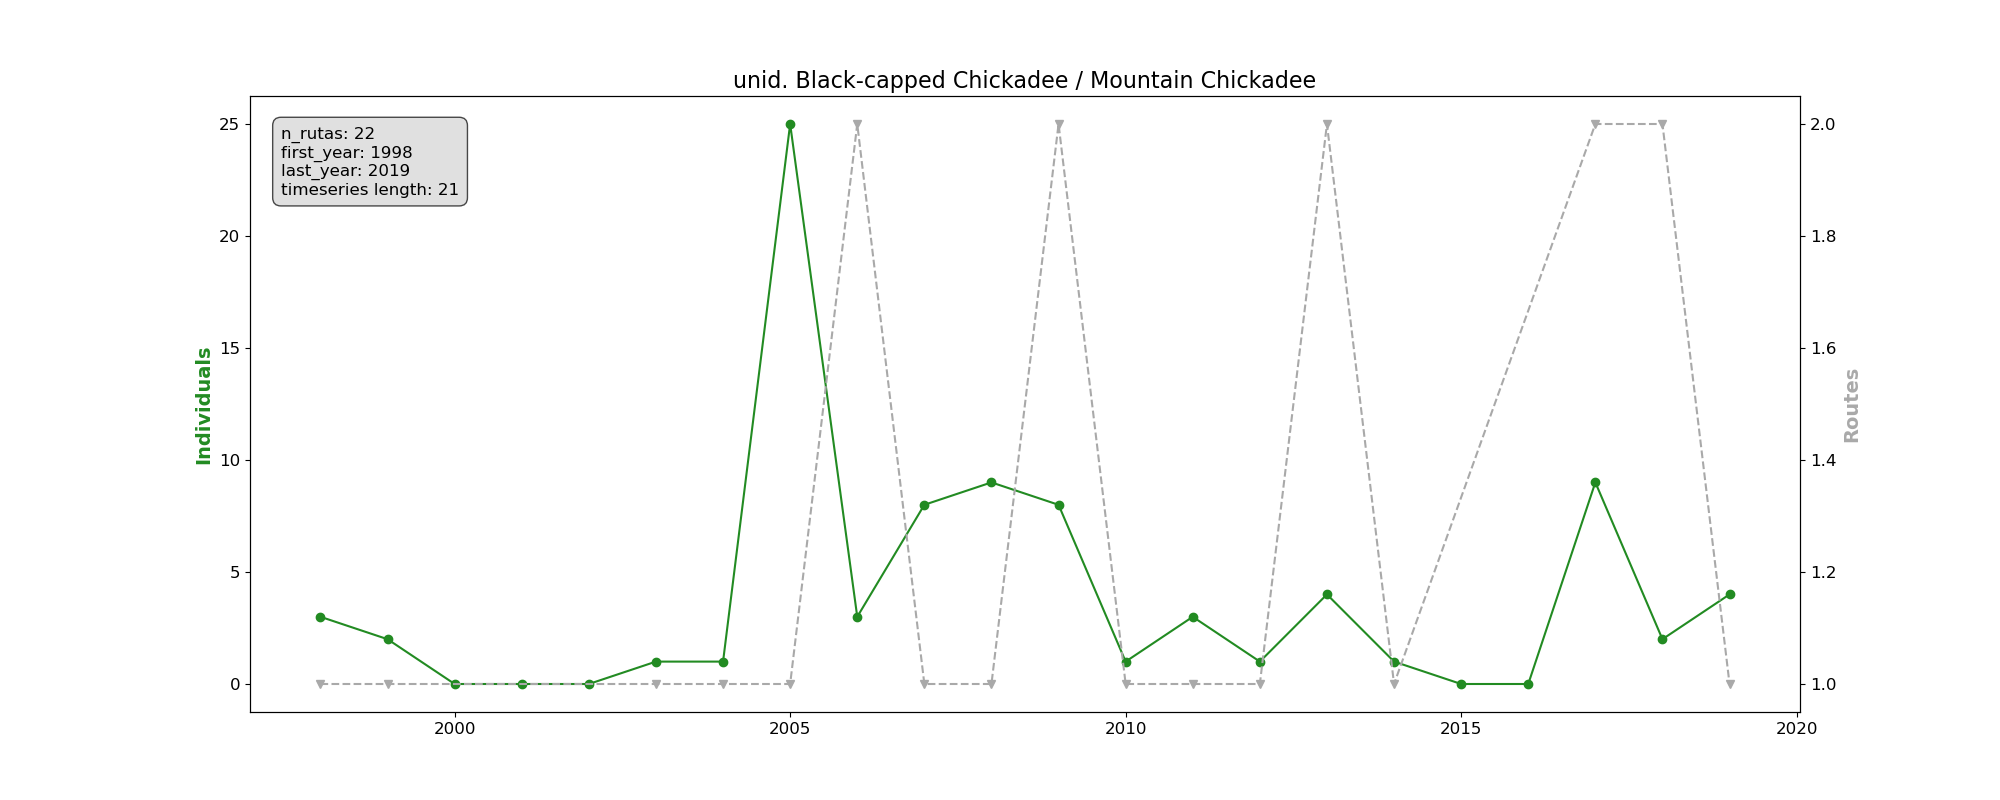 unid. Black-capped Chickadee / Mountain Chickadee
n_rutas: 22
first_year: 1998
last_year: 2019
timeseries length: 21
25
20
15
10
5
0
Individuals
2.0
1.8
1.6
1.4
1.2
1.0
Routes
2000
2005
2010
2015
2020